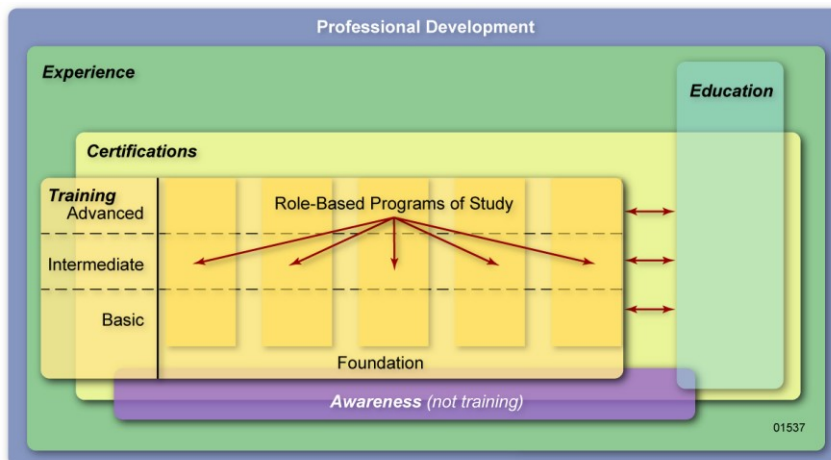 Professional Development
Experience
Education
Certifications
Training
Advanced
Role-Based Programs of Study
Intermediate
Basic
Foundation
Awareness (not training)
01537